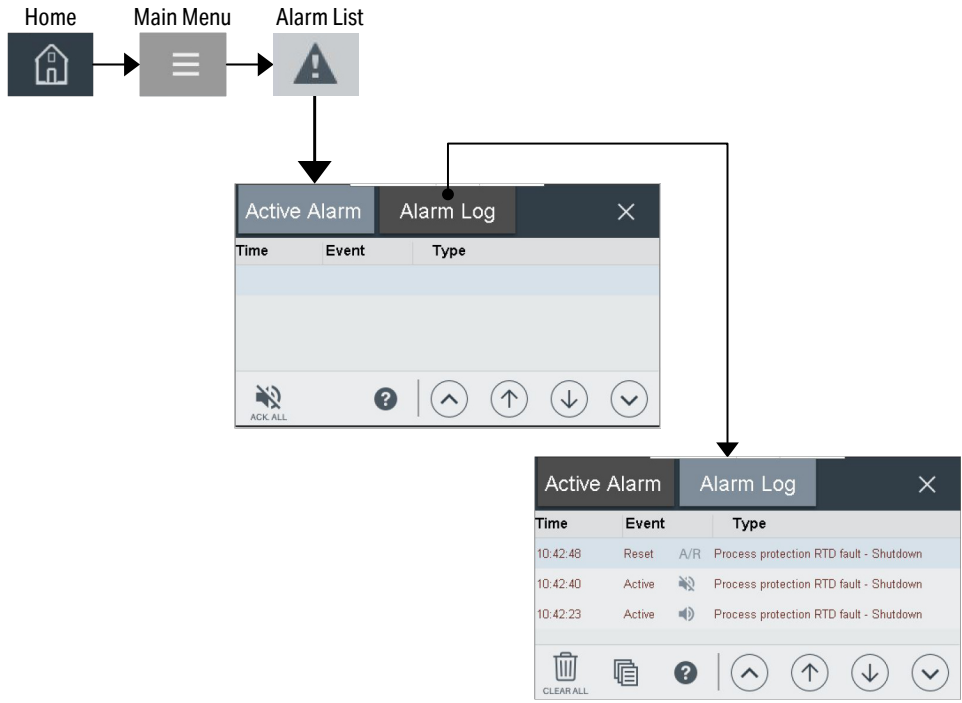 Home Main Menu Alarm List
Active Alarm Alarm Log
Time Event Type
ACK. ALL
Active Alarm Alarm Log
Time Event Type
10:42:48 Reset A/R Process protection RTD fault - Shutdown
10:42:40 Active Process protection RTD fault - Shutdown
10:42:23 Active Process protection RTD fault - Shutdown
CLEAR ALL